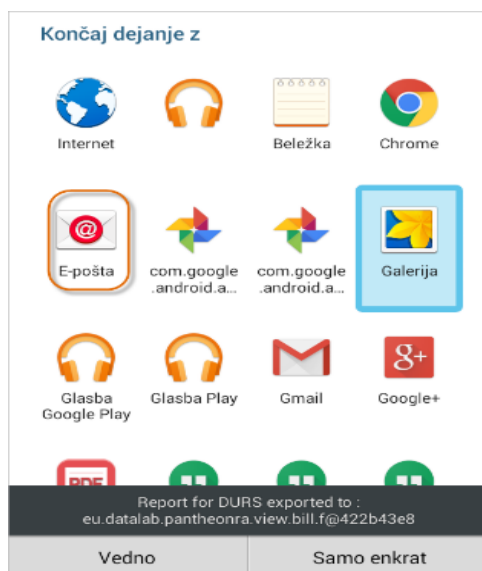 Končaj dejanje z
Internet
Beležka
Chrome
@
E-pošta
com.google
.android.a...
com.google
.android.a...
Galerija
Glasba
Google Play
Glasba Play
Gmail
Google+
g+
PDF
Report for DURS exported to :
eu.datalab.pantheonra.view.bill.f@422b43e8
Vedno
Samo enkrat